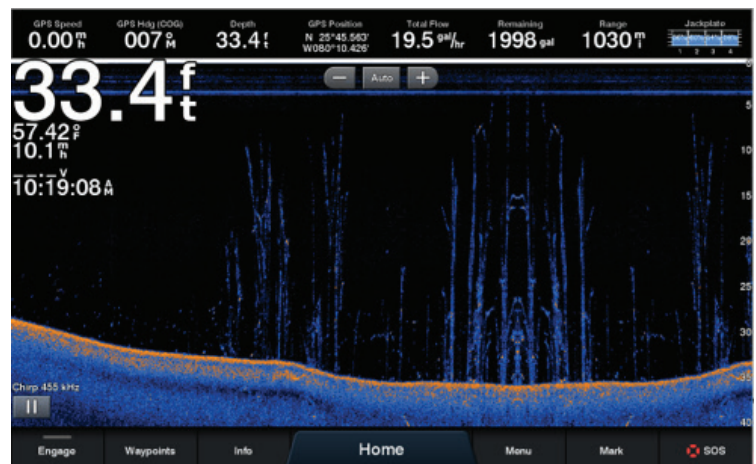 GPS Speed GPS Hdg (COG) Depth GPS Position Total Flow Remaining Range Jackplate
0.00 mh 007°M 33.4 ft N 25°45.563' W080°10.426' 19.5 gal/hr 1998 gal 1030 mi
1 2 3 4
33.4 ft
− Auto +
57.42°F
10.1 mh
--.-V
10:19:08 AM
0
5
10
15
20
25
30
35
40
Chirp 455 kHz
Engage Waypoints Info Home Menu Mark SOS